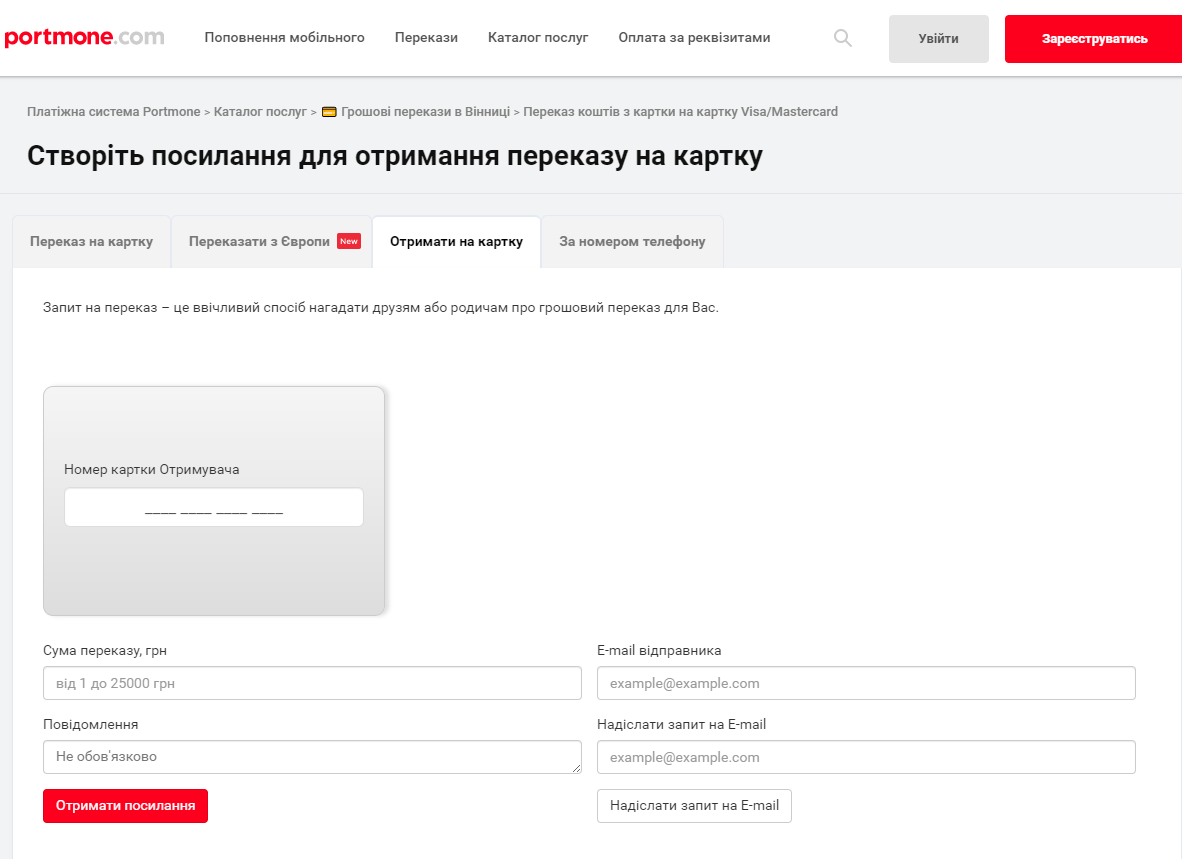 portmone.com Поповнення мобільного Перекази Каталог послуг Оплата за реквізитами Увійти Зареєструватись
Платіжна система Portmone > Каталог послуг > Грошові перекази в Вінниці > Переказ коштів з картки на картку Visa/Mastercard
Створіть посилання для отримання переказу на картку
Переказ на картку Переказати з Європи New Отримати на картку За номером телефону
Запит на переказ – це ввічливий спосіб нагадати друзям або родичам про грошовий переказ для Вас.
Номер картки Отримувача
____ ____ ____ ____
Сума переказу, грн E-mail відправника
від 1 до 25000 грн example@example.com
Повідомлення Надіслати запит на E-mail
Не обов'язково example@example.com
Отримати посилання Надіслати запит на E-mail